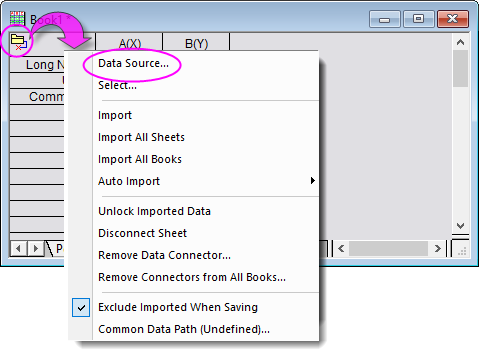 Book1 *
A(X) B(Y)
Long N
U
Comm
Data Source...
Select...
Import
Import All Sheets
Import All Books
Auto Import
Unlock Imported Data
Disconnect Sheet
Remove Data Connector...
Remove Connectors from All Books...
Exclude Imported When Saving
Common Data Path (Undefined)...
P